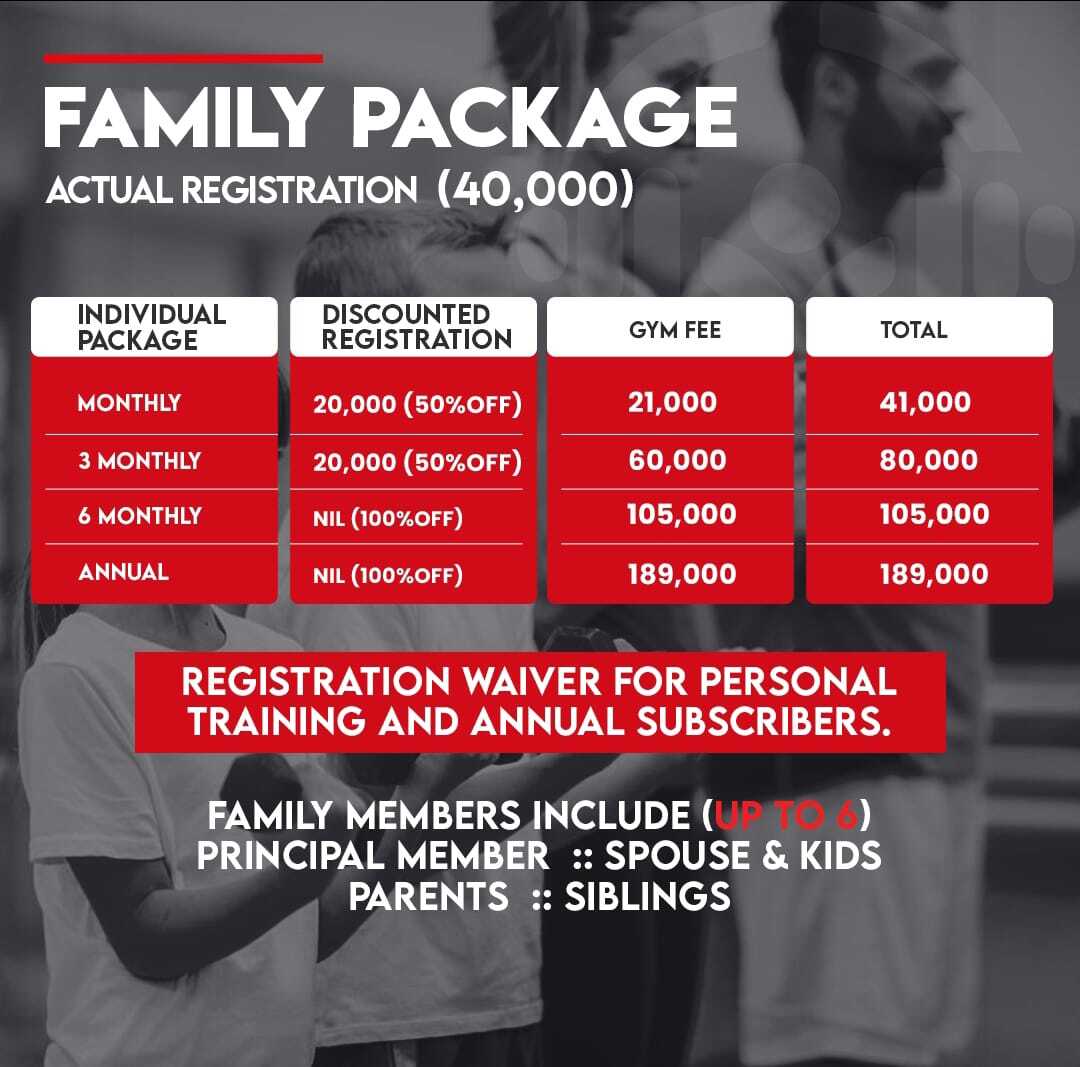 FAMILY PACKAGE
ACTUAL REGISTRATION (40,000)
INDIVIDUAL PACKAGE DISCOUNTED REGISTRATION GYM FEE TOTAL
MONTHLY 20,000 (50%OFF) 21,000 41,000
3 MONTHLY 20,000 (50%OFF) 60,000 80,000
6 MONTHLY NIL (100%OFF) 105,000 105,000
ANNUAL NIL (100%OFF) 189,000 189,000
REGISTRATION WAIVER FOR PERSONAL
TRAINING AND ANNUAL SUBSCRIBERS.
FAMILY MEMBERS INCLUDE (UP TO 6)
PRINCIPAL MEMBER :: SPOUSE & KIDS
PARENTS :: SIBLINGS